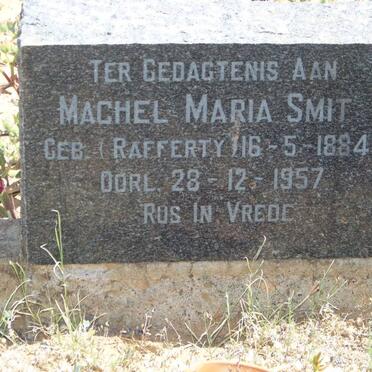 TER GEDAGTENIS AAN
MACHEL MARIA SMIT
GEB. (RAFFERTY) 16-5-1884
OORL. 28-12-1957
RUS IN VREDE